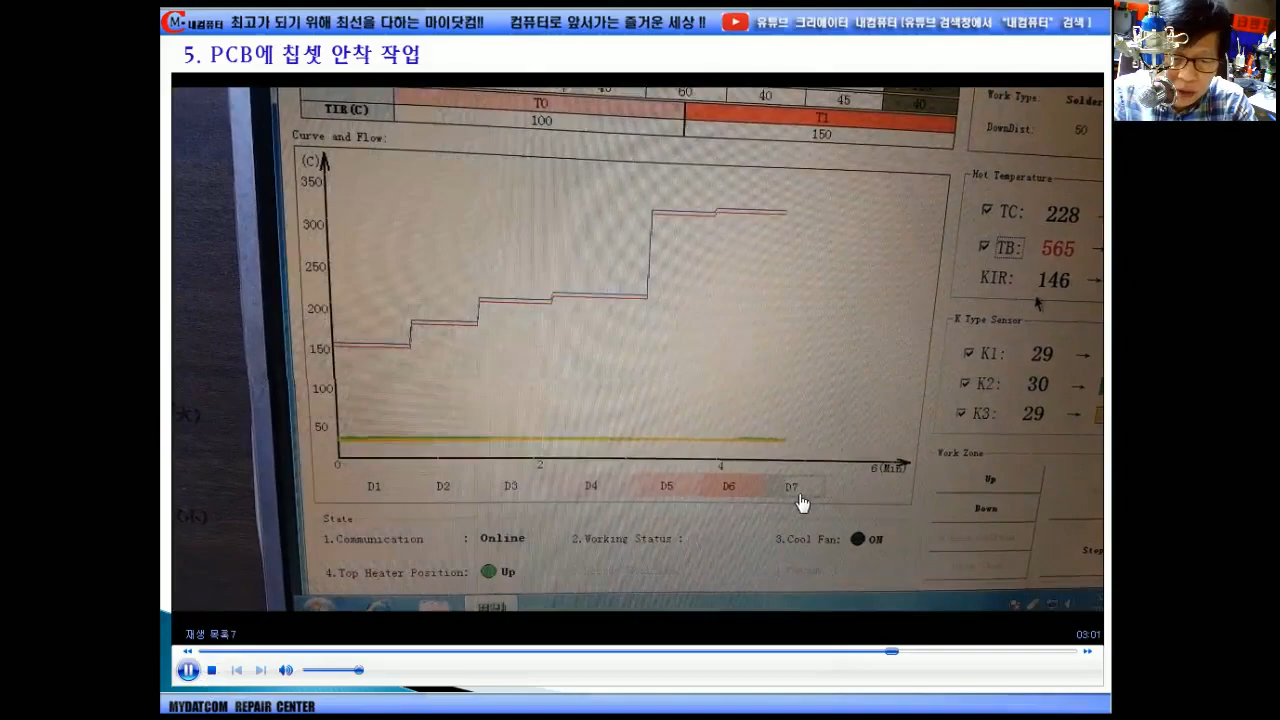 C M 내컴퓨터 최고가 되기 위해 최선을 다하는 마이닷컴!! 컴퓨터로 앞서가는 즐거운 세상 !! 유튜브 크리에이터 내컴퓨터 [유튜브 검색창에서 "내컴퓨터" 검색 ]
5. PCB에 칩셋 안착 작업
60 40 45 40
TIR(C) T0 T1
100 150
Work Type: Solder
DownDist. 50
Curve and Flow:
(C)
350
300
250
200
150
100
50
0 2 4 6(Min)
D1 D2 D3 D4 D5 D6 D7
Hot Temperature
TC: 228
TB: 565
KIR: 146
K Type Sensor
K1: 29
K2: 30
K3: 29
Work Zone
Up
Down
Step
State
1.Communication : Online 2.Working Status : 3.Cool Fan: ON
4.Top Heater Position: Up
재생 목록7 03:01
MYDATCOM REPAIR CENTER